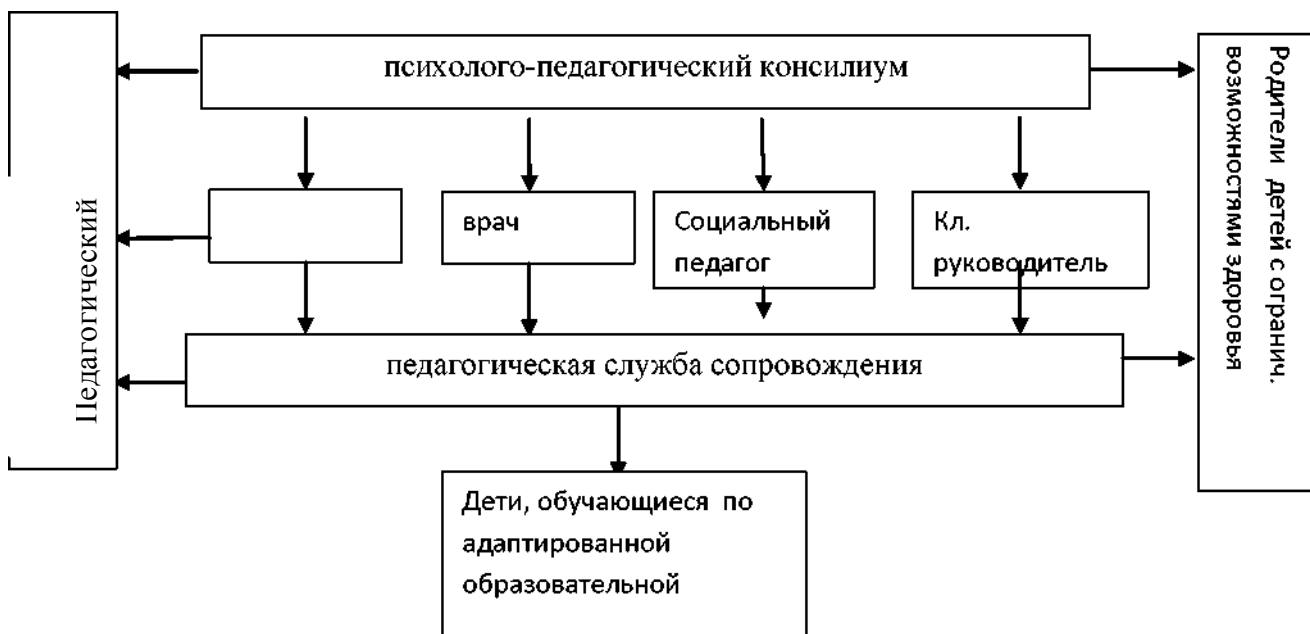 психолого-педагогический консилиум
Педагогический
врач
Социальный
педагог
Кл.
руководитель
Родители детей с огранич.
возможностями здоровья
педагогическая служба сопровождения
Дети, обучающиеся по
адаптированной
образовательной